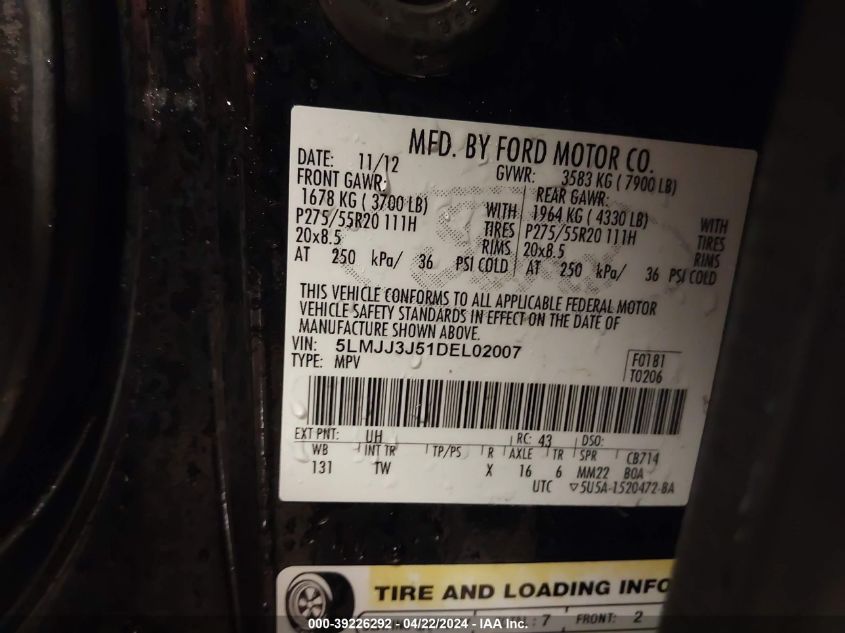 MFD. BY FORD MOTOR CO.
DATE: 11/12 GVWR: 3583 KG ( 7900 LB)
FRONT GAWR: REAR GAWR:
1678 KG ( 3700 LB) WITH 1964 KG ( 4330 LB) WITH
P275/55R20 111H TIRES P275/55R20 111H TIRES
20x8.5 RIMS 20x8.5 RIMS
AT 250 kPa/ 36 PSI COLD AT 250 kPa/ 36 PSI COLD
THIS VEHICLE CONFORMS TO ALL APPLICABLE FEDERAL MOTOR
VEHICLE SAFETY STANDARDS IN EFFECT ON THE DATE OF
MANUFACTURE SHOWN ABOVE.
VIN: 5LMJJ3J51DEL02007
TYPE: MPV
F0181
T0206
EXT PNT: UH RC: 43 DSO:
WB INT TR TP/PS R AXLE TR SPR CB714
131 TW X 16 6 MM22 BOA
UTC ▽5U5A-1520472-BA
TIRE AND LOADING INFO
: 7 FRONT: 2
000-39226292 - 04/22/2024 - IAA Inc.